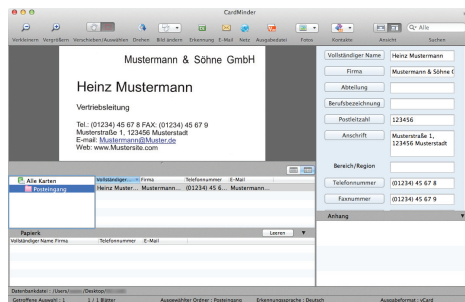 CardMinder
Verkleinern Vergrößern Verschieben/Auswählen Drehen Bild ändern Erkennung E-Mail Netz Ausgabedatei Fotos Kontakte Ansicht Suchen
Alle
Mustermann & Söhne GmbH
Heinz Mustermann
Vertriebsleitung
Tel.: (01234) 45 67 8 FAX: (01234) 45 67 9
Musterstraße 1, 123456 Musterstadt
E-mail: Mustermann@Muster.de
Web: www.Mustersite.com
Vollständiger Name Heinz Mustermann
Firma Mustermann & Söhne G
Abteilung
Berufsbezeichnung
Postleitzahl 123456
Anschrift Musterstraße 1,
123456 Musterstadt
Bereich/Region
Telefonnummer (01234) 45 67 8
Faxnummer (01234) 45 67 9
Anhang
Alle Karten
Posteingang
Vollständiger... Firma Telefonnummer E-Mail
Heinz Muster... Mustermann... (01234) 45 6... Mustermann...
Papierk Leeren
Vollständiger Name Firma Telefonnummer E-Mail
Datenbankdatei : /Users/ /Desktop/
Getroffene Auswahl : 1 1 / 1 Blätter Ausgewählter Ordner : Posteingang Erkennungssprache : Deutsch Ausgabeformat : vCard